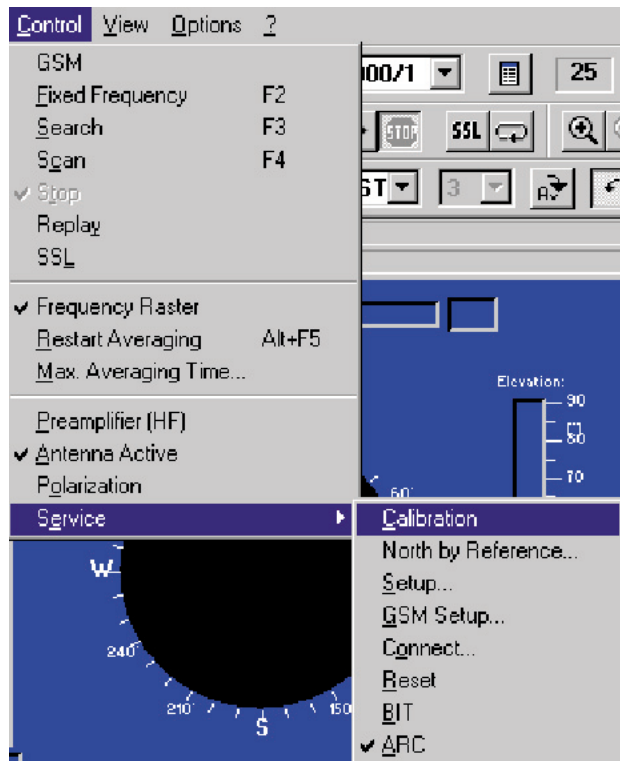 Control View Options ?
GSM
Fixed Frequency F2
Search F3
Scan F4
Stop
Replay
SSL
Frequency Raster
Restart Averaging Alt+F5
Max. Averaging Time...
Preamplifier (HF)
Antenna Active
Polarization
Service
Calibration
North by Reference...
Setup...
GSM Setup...
Connect...
Reset
BIT
ARC
00/1 25
STOP SSL
ST 3
Elevation:
90
80
70
60°
W
240°
210°
S
150